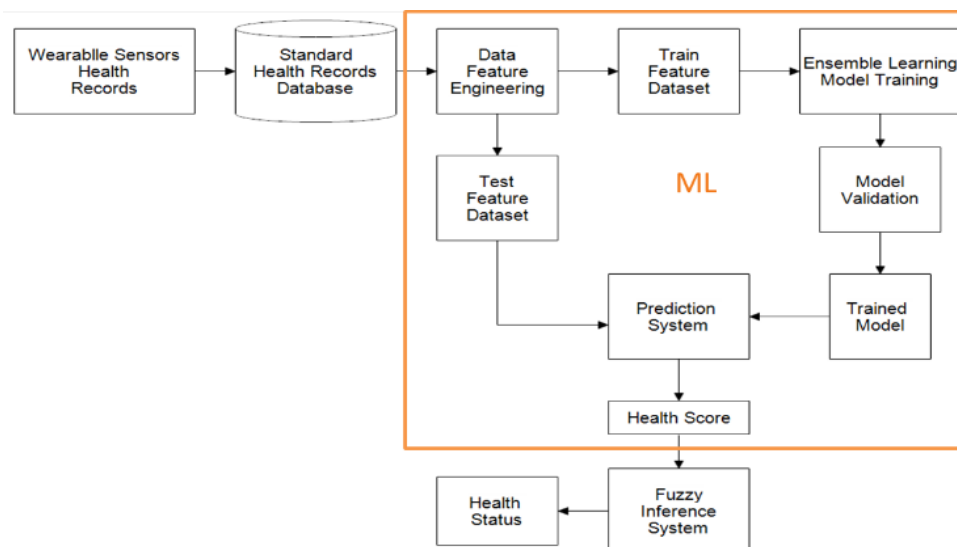 Wearablle Sensors
Health
Records
Standard
Health Records
Database
Data
Feature
Engineering
Train
Feature
Dataset
Ensemble Learning
Model Training
Test
Feature
Dataset
ML
Model
Validation
Prediction
System
Trained
Model
Health Score
Health
Status
Fuzzy
Inference
System